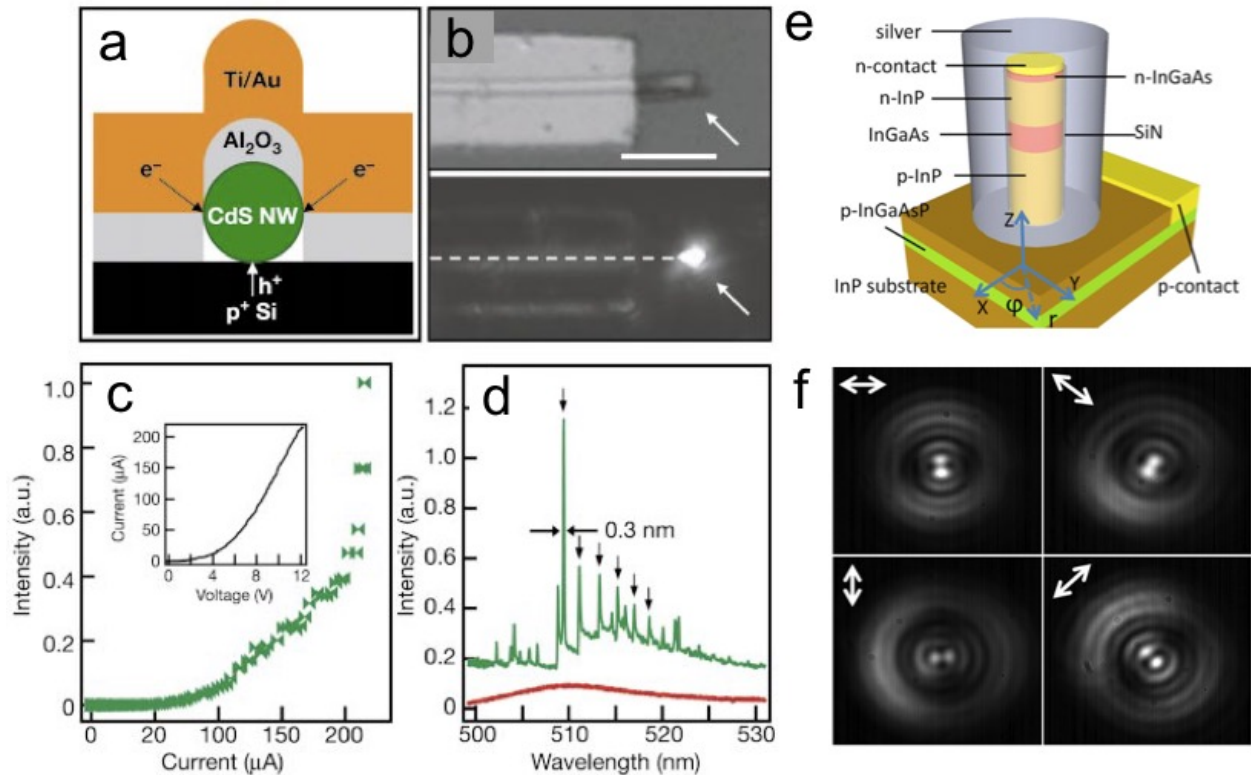 a
Ti/Au
Al₂O₃
e⁻
e⁻
CdS NW
h⁺
p⁺ Si
b
e
silver
n-contact
n-InGaAs
n-InP
InGaAs
SiN
p-InP
p-InGaAsP
Z
InP substrate
X
φ
Y
r
p-contact
c
Intensity (a.u.)
1.0
0.8
0.6
0.4
0.2
0
0 20 100 150 200
Current (μA)
Current (μA)
200
150
100
50
0
0 4 8 12
Voltage (V)
d
Intensity (a.u.)
1.2
1.0
0.8
0.6
0.4
0.2
0
0.3 nm
500 510 520 530
Wavelength (nm)
f